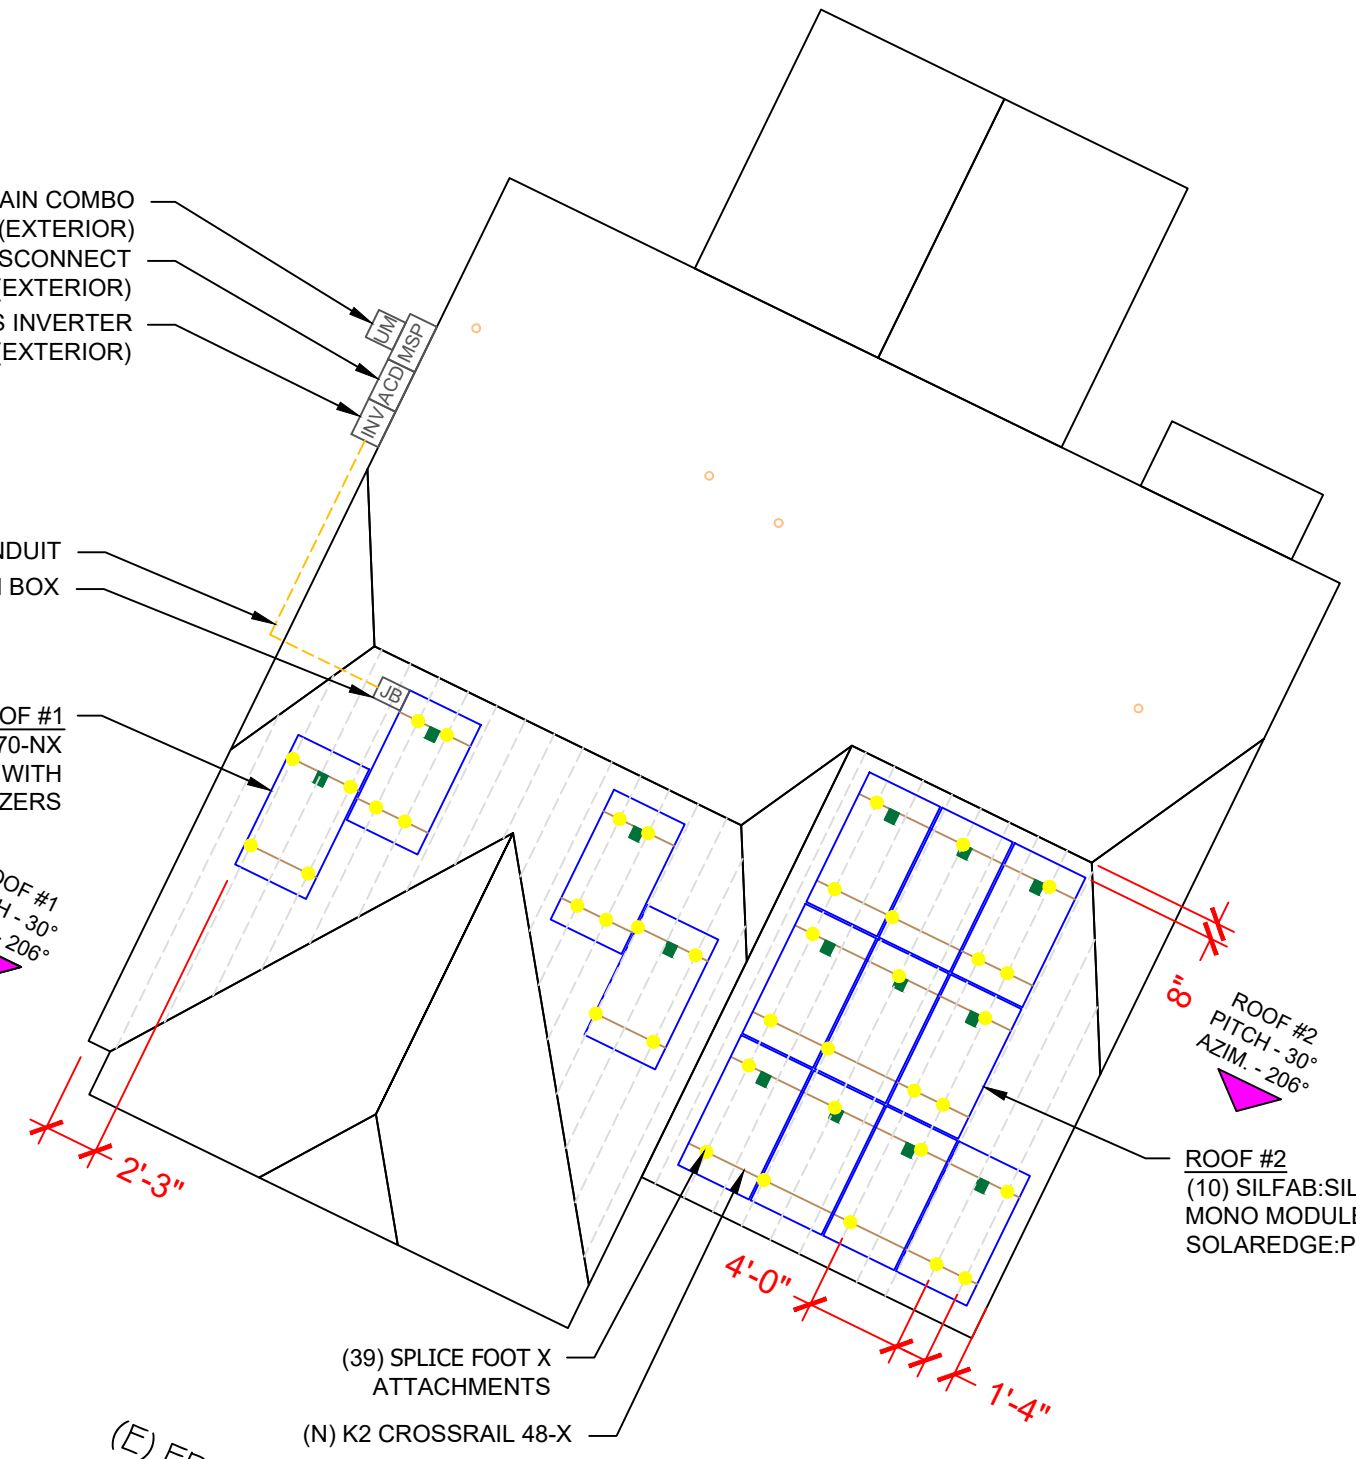 AIN COMBO
(EXTERIOR)
SCONNECT
(EXTERIOR)
S INVERTER
(EXTERIOR)
UM
MSP
ACD
INV
NDUIT
BOX
JB
OF #1
70-NX
WITH
ZERS
OOF #1
H - 30°
206°
2'-3"
8"
ROOF #2
PITCH - 30°
AZIM. - 206°
ROOF #2
(10) SILFAB:SIL
MONO MODULE
SOLAREDGE:P
4'-0"
1'-4"
(39) SPLICE FOOT X
ATTACHMENTS
(N) K2 CROSSRAIL 48-X
(E)